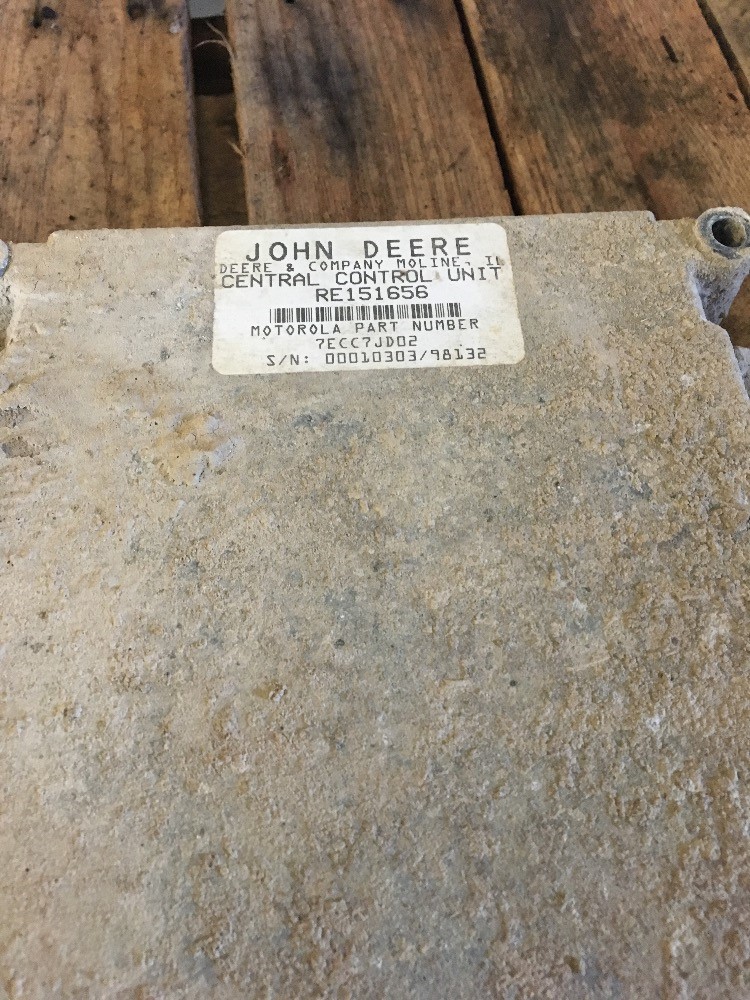 JOHN DEERE
DEERE & COMPANY MOLINE, IL
CENTRAL CONTROL UNIT
RE151656
MOTOROLA PART NUMBER
7ECC7JD02
S/N: 00010303/98132